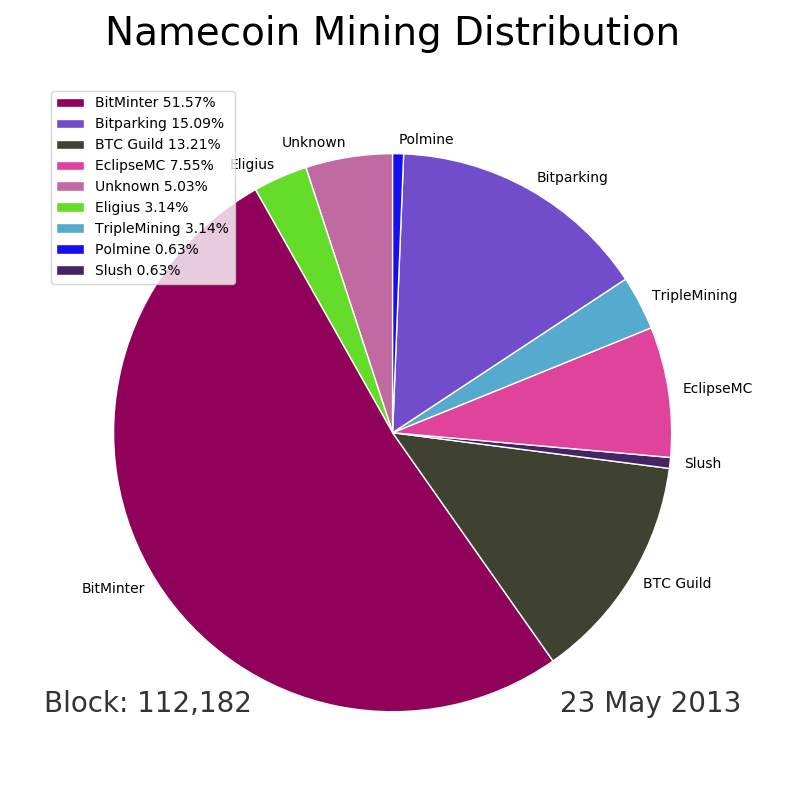 Namecoin Mining Distribution
BitMinter 51.57%
Bitparking 15.09%
BTC Guild 13.21%
EclipseMC 7.55%
Unknown 5.03%
Eligius 3.14%
TripleMining 3.14%
Polmine 0.63%
Slush 0.63%
Eligius
Unknown
Polmine
Bitparking
TripleMining
EclipseMC
Slush
BTC Guild
BitMinter
Block: 112,182
23 May 2013